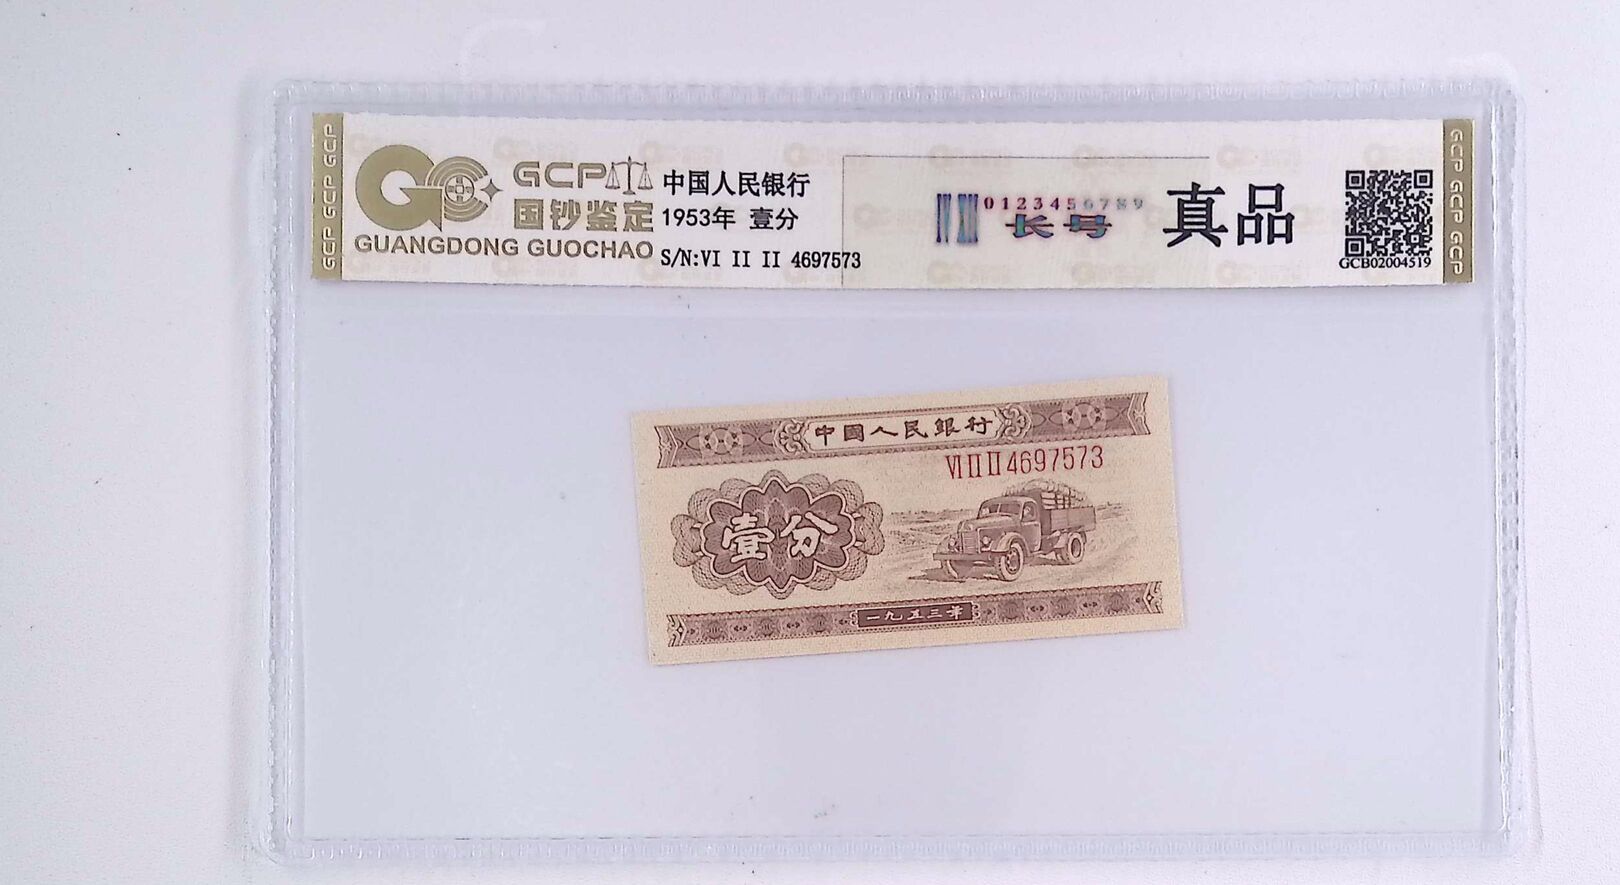 GCP GCP GCP
GCP
国钞鉴定
GUANGDONG GUOCHAO
中国人民银行
1953年 壹分
S/N:VI II II 4697573
0123456789
长号
真品
GCB02004519
GCP GCP GCP
中國人民銀行
VI II II 4697573
壹分
一九五三年